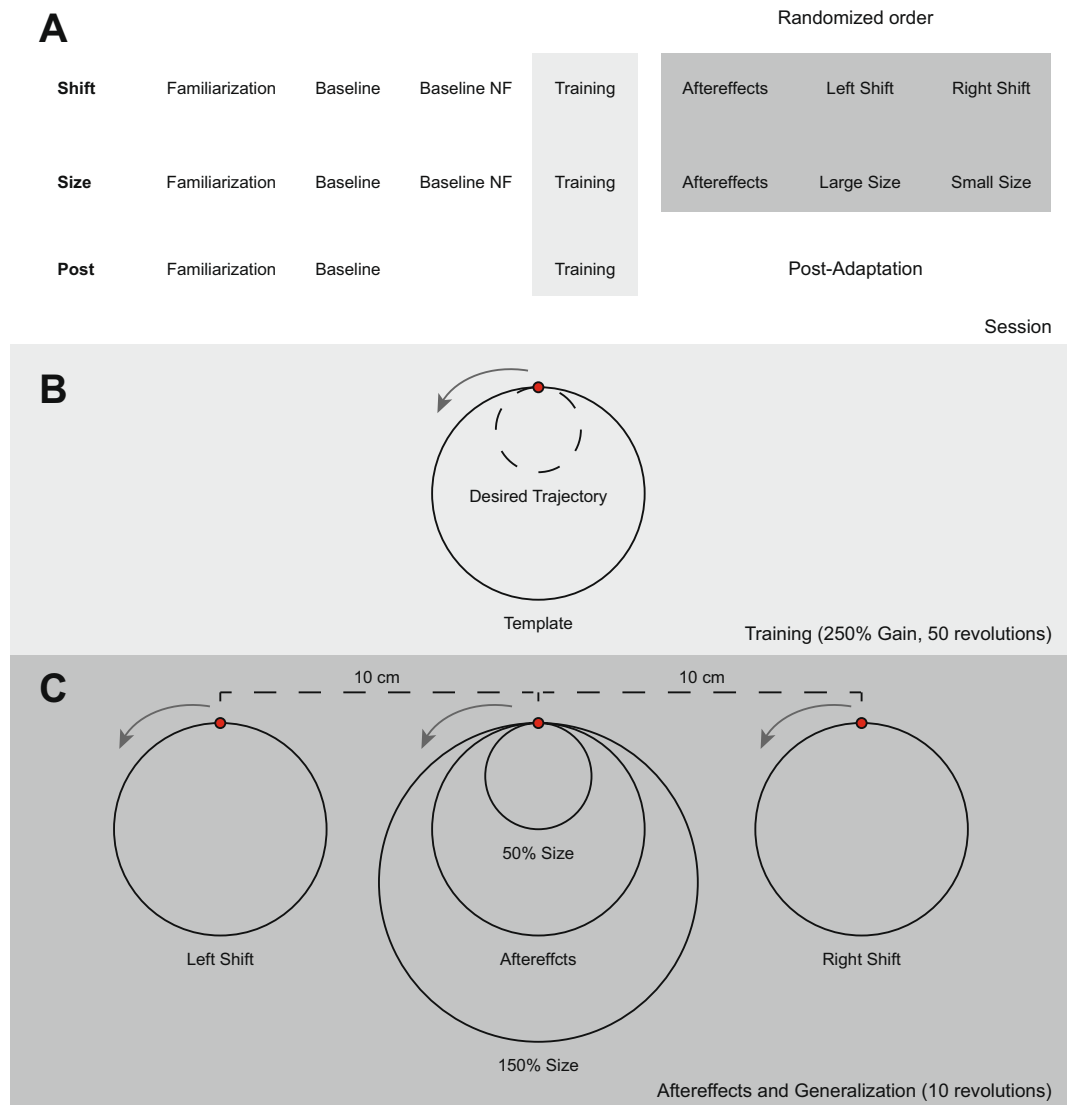 A
Randomized order
Shift Familiarization Baseline Baseline NF Training Aftereffects Left Shift Right Shift
Size Familiarization Baseline Baseline NF Training Aftereffects Large Size Small Size
Post Familiarization Baseline Training Post-Adaptation
Session
B
Desired Trajectory
Template
Training (250% Gain, 50 revolutions)
C
10 cm 10 cm
50% Size
Left Shift Aftereffcts Right Shift
150% Size
Aftereffects and Generalization (10 revolutions)